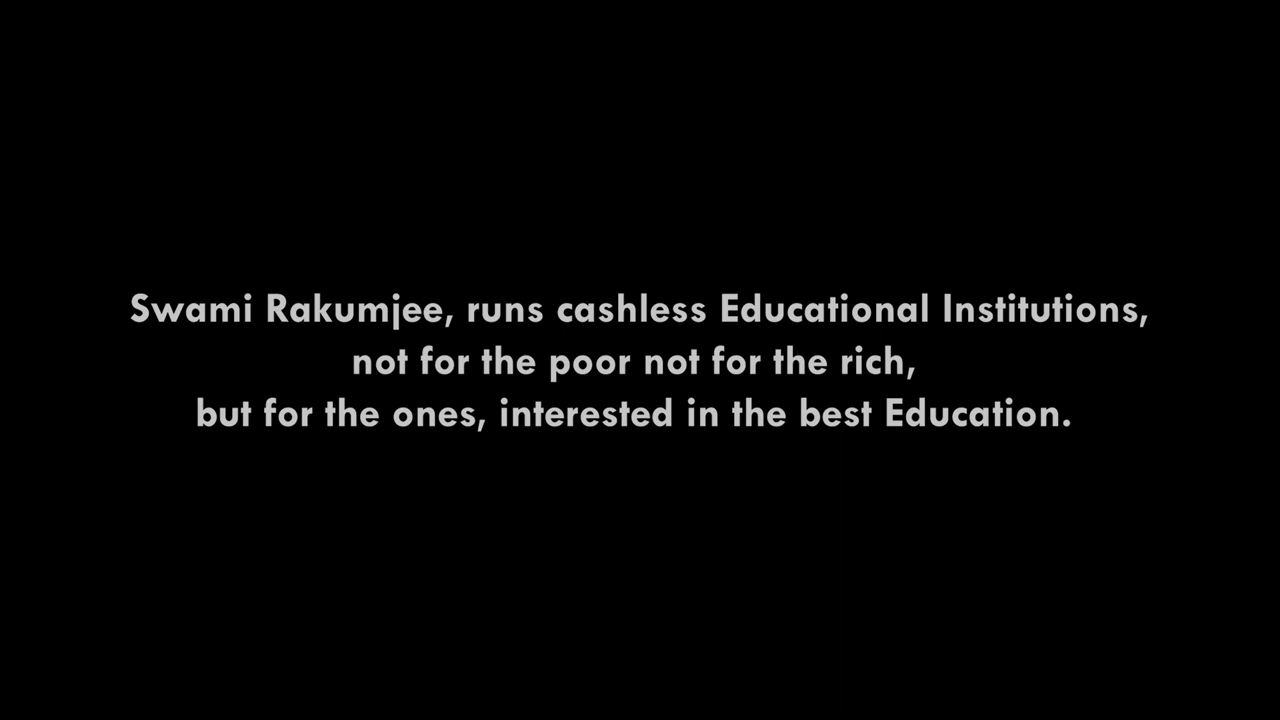 Swami Rakumjee, runs cashless Educational Institutions,
not for the poor not for the rich,
but for the ones, interested in the best Education.